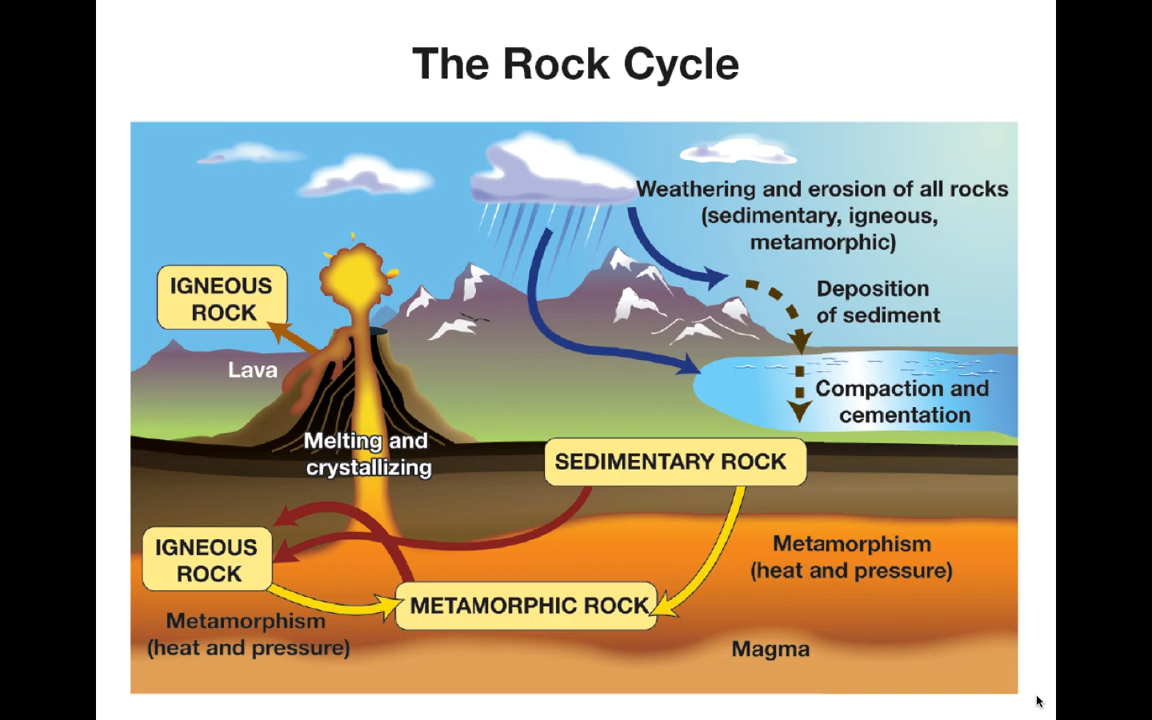 The Rock Cycle
Weathering and erosion of all rocks
(sedimentary, igneous,
metamorphic)
IGNEOUS
ROCK
Deposition
of sediment
Lava
Compaction and
cementation
Melting and
crystallizing
SEDIMENTARY ROCK
IGNEOUS
ROCK
Metamorphism
(heat and pressure)
METAMORPHIC ROCK
Metamorphism
(heat and pressure)
Magma